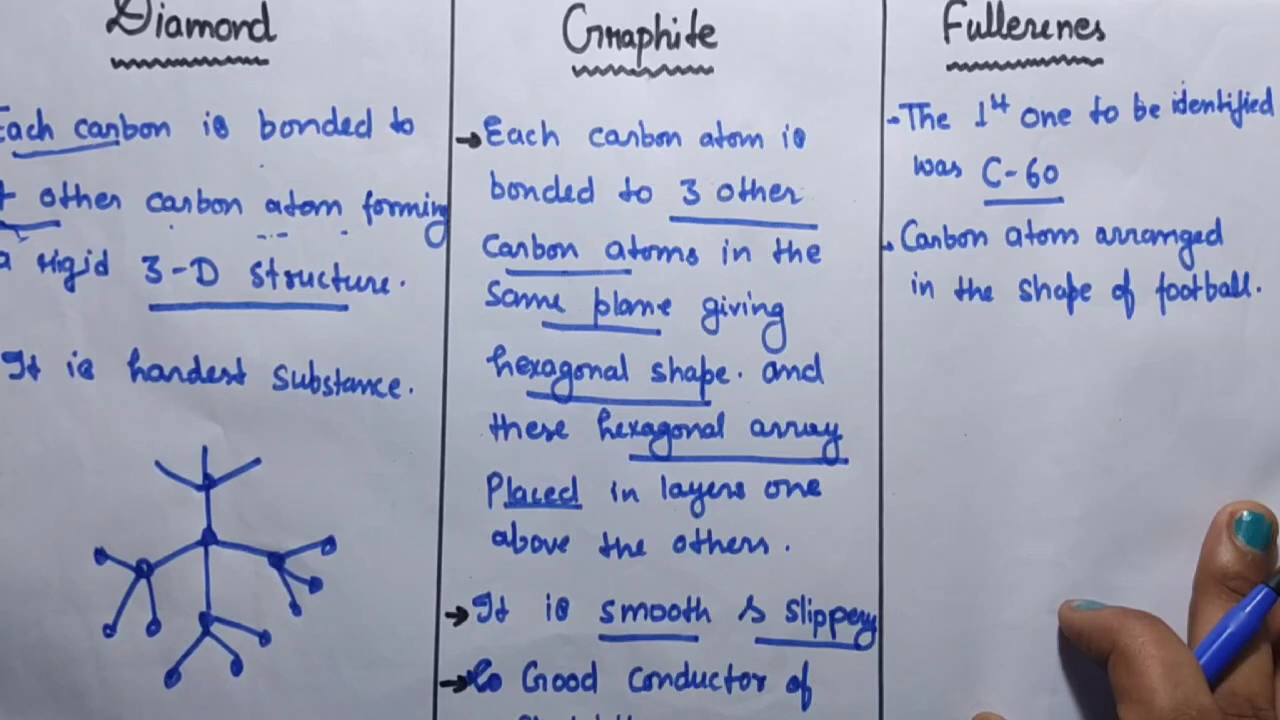 Diamond
Each carbon is bonded to
other carbon atom forming
a rigid 3-D structure.
It is hardest substance.
Graphite
→ Each carbon atom is
bonded to 3 other
Carbon atoms in the
Same plane giving
hexagonal shape. and
these hexagonal array
Placed in layers one
above the others.
→ It is smooth & slippery
→ Good conductor of
Fullerenes
- The 1st one to be identified
was C-60
. Carbon atom arranged
in the shape of football.